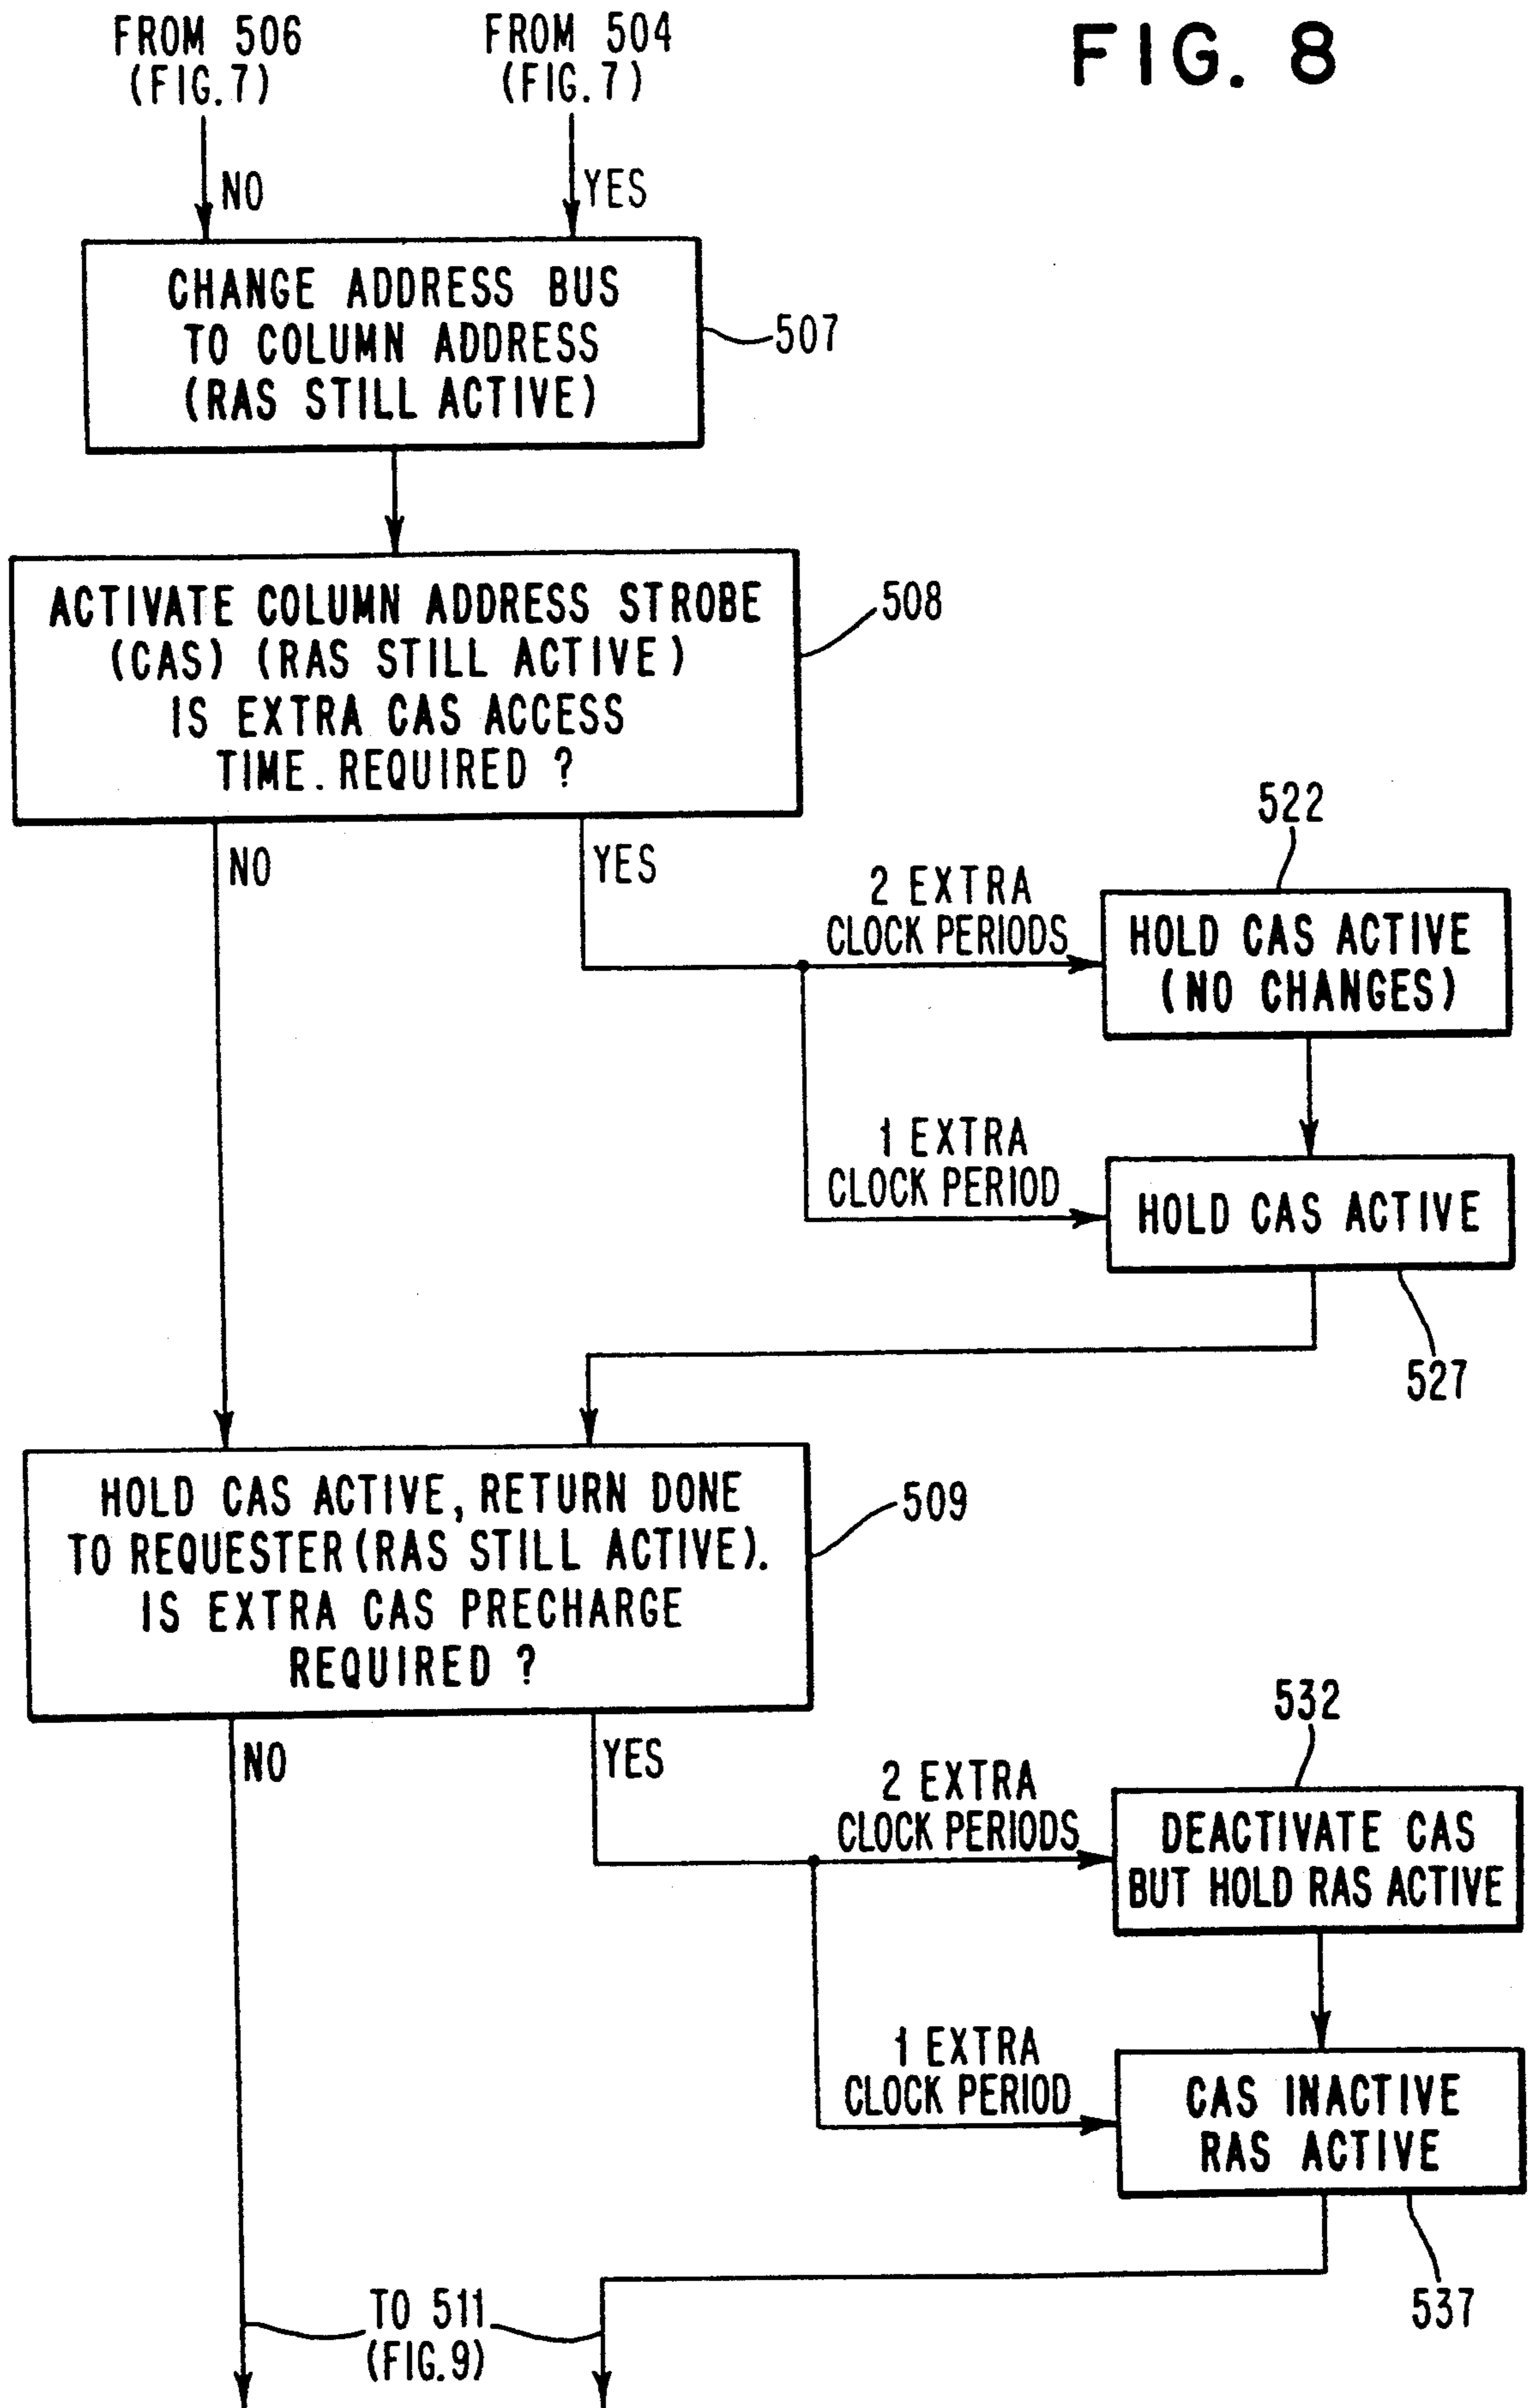 FROM 506
(FIG. 7)
FROM 504
(FIG. 7)
FIG. 8
NO
YES
CHANGE ADDRESS BUS
TO COLUMN ADDRESS
(RAS STILL ACTIVE)
507
ACTIVATE COLUMN ADDRESS STROBE
(CAS) (RAS STILL ACTIVE)
IS EXTRA CAS ACCESS
TIME. REQUIRED ?
508
NO
YES
2 EXTRA
CLOCK PERIODS
522
HOLD CAS ACTIVE
(NO CHANGES)
1 EXTRA
CLOCK PERIOD
HOLD CAS ACTIVE
527
HOLD CAS ACTIVE, RETURN DONE
TO REQUESTER (RAS STILL ACTIVE).
IS EXTRA CAS PRECHARGE
REQUIRED ?
509
NO
YES
2 EXTRA
CLOCK PERIODS
532
DEACTIVATE CAS
BUT HOLD RAS ACTIVE
1 EXTRA
CLOCK PERIOD
CAS INACTIVE
RAS ACTIVE
537
TO 511
(FIG. 9)